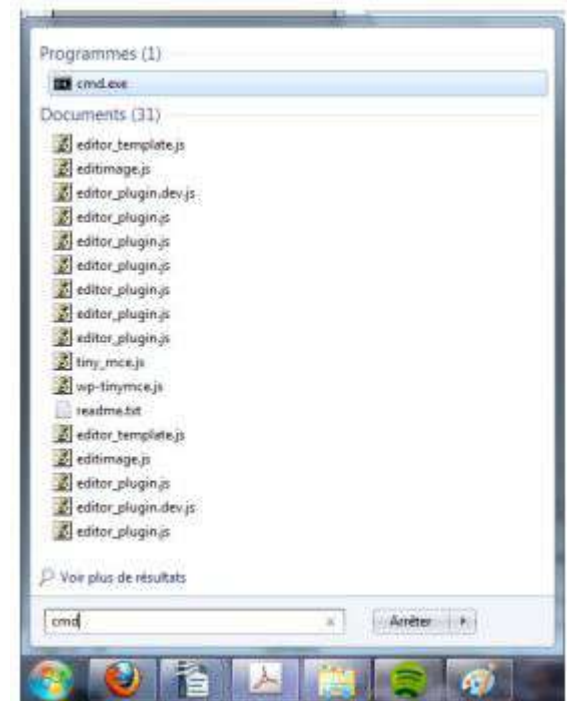 Programmes (1)
cmd.exe
Documents (31)
editor_template.js
editimage.js
editor_plugin.dev.js
editor_plugin.js
editor_plugin.js
editor_plugin.js
editor_plugin.js
editor_plugin.js
editor_plugin.js
tiny_mce.js
wp-tinymce.js
readme.txt
editor_template.js
editimage.js
editor_plugin.js
editor_plugin.dev.js
editor_plugin.js
Voir plus de résultats
cmd
Arrêter